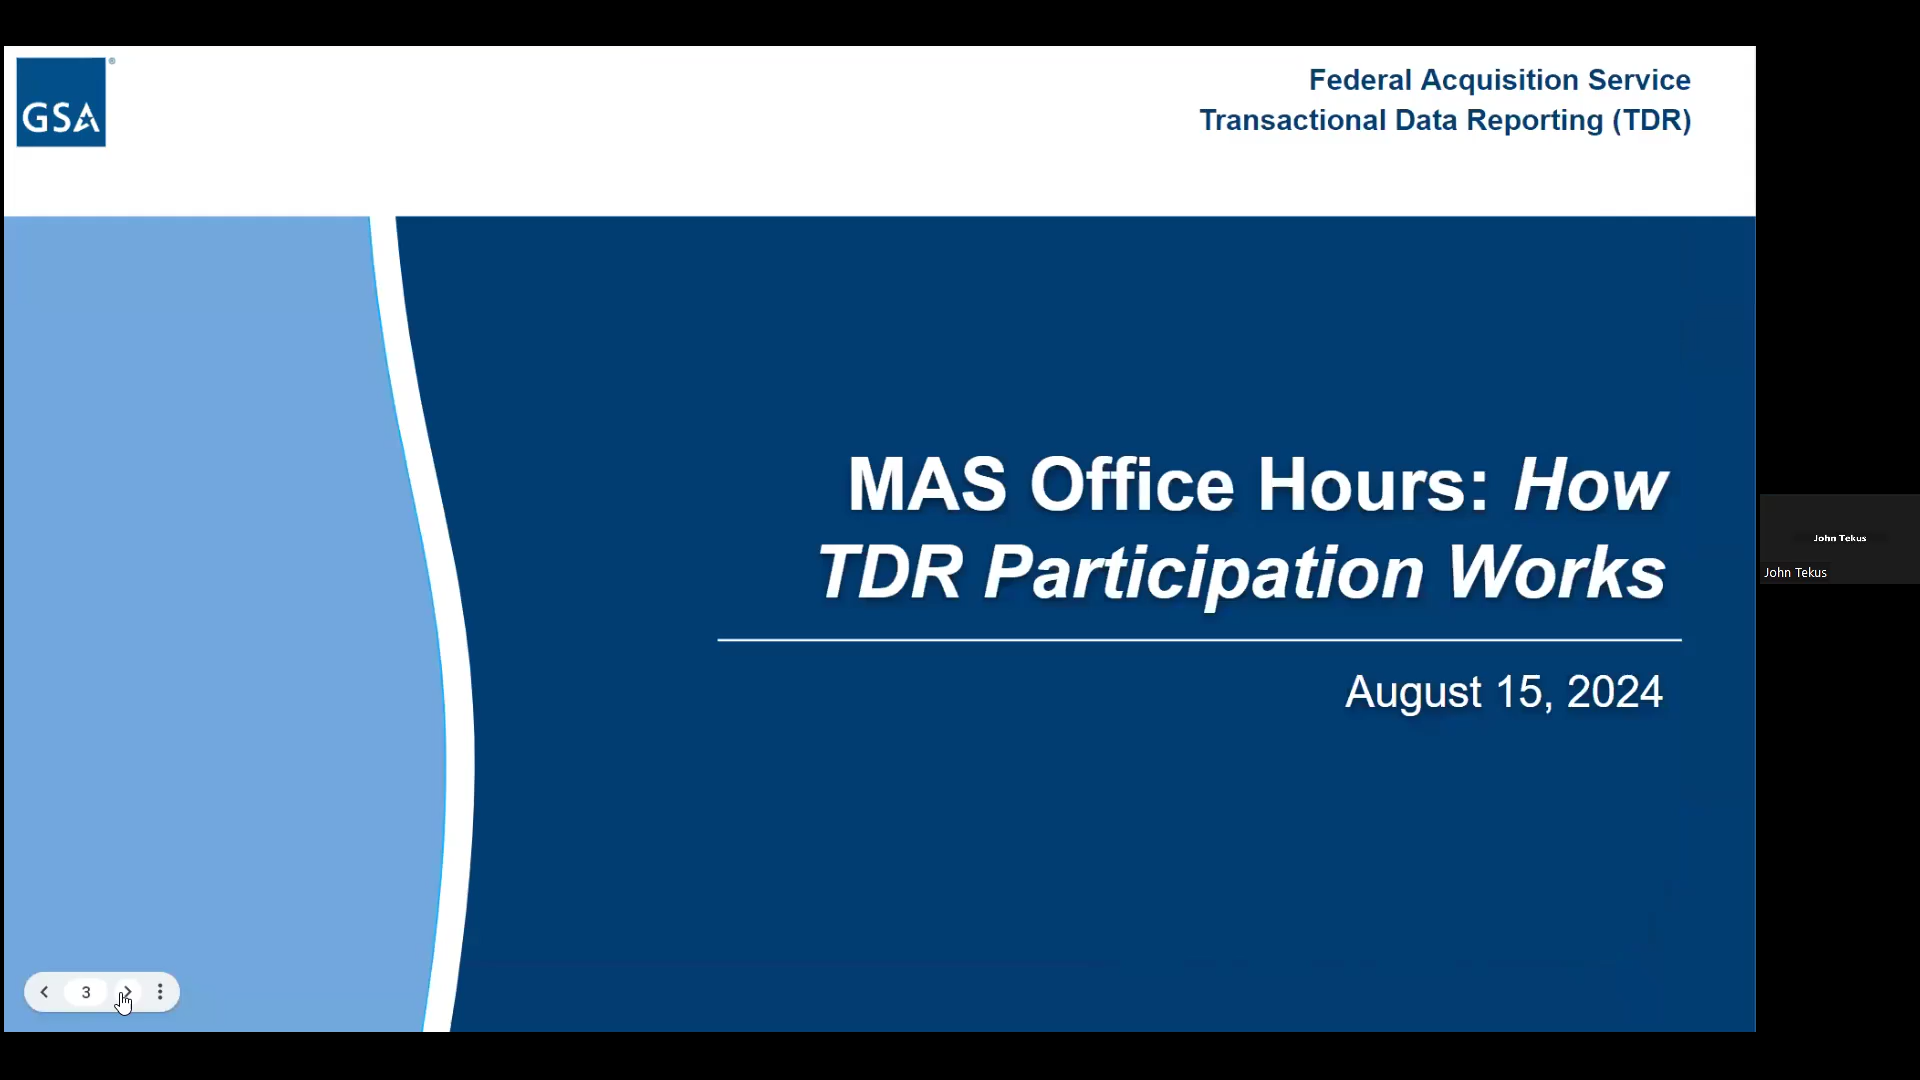 GSA
®
Federal Acquisition Service
Transactional Data Reporting (TDR)
MAS Office Hours: How
TDR Participation Works
August 15, 2024
John Tekus
John Tekus
3